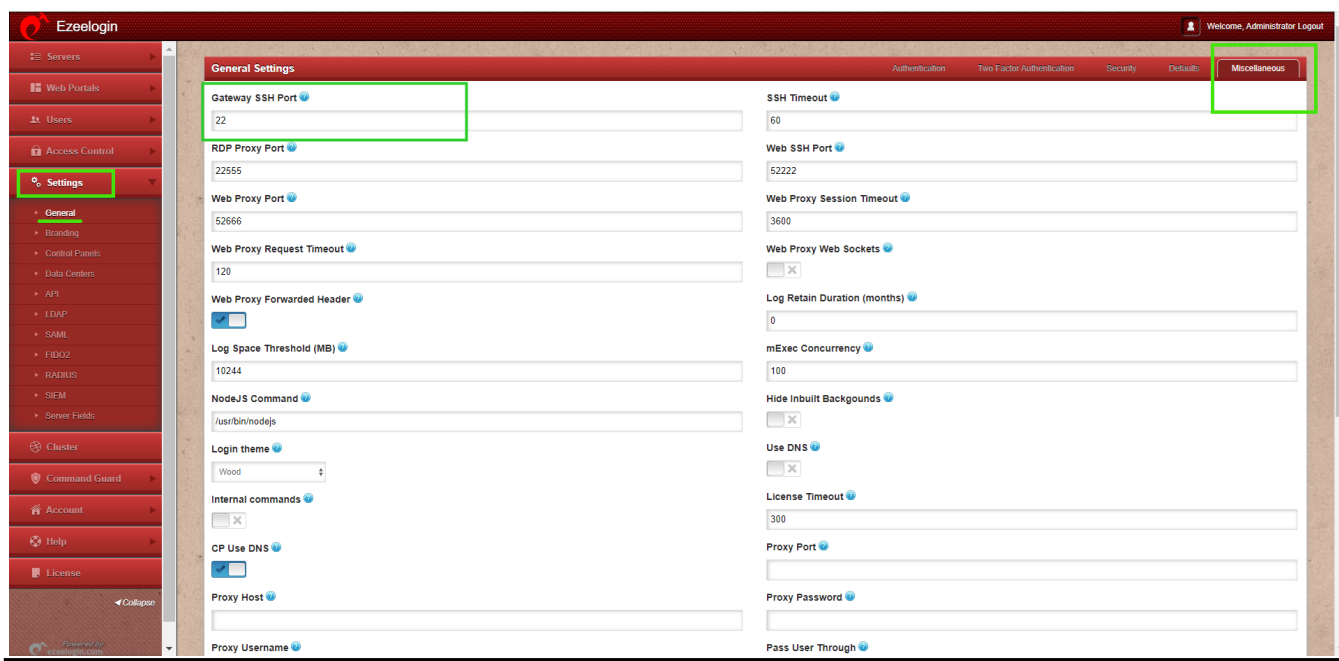 Ezeelogin
Welcome, Administrator Logout
Servers
Web Portals
Users
Access Control
Settings
General
Branding
Control Panels
Data Centers
API
LDAP
SAML
FIDO2
RADIUS
SIEM
Server Fields
Cluster
Command Guard
Account
Help
License
Collapse
Powered by
ezeelogin.com
General Settings
Authentication
Two Factor Authentication
Security
Defaults
Miscellaneous
Gateway SSH Port
22
SSH Timeout
60
RDP Proxy Port
22555
Web SSH Port
52222
Web Proxy Port
52666
Web Proxy Session Timeout
3600
Web Proxy Request Timeout
120
Web Proxy Web Sockets
Web Proxy Forwarded Header
Log Retain Duration (months)
0
Log Space Threshold (MB)
10244
mExec Concurrency
100
NodeJS Command
/usr/bin/nodejs
Hide Inbuilt Backgounds
Login theme
Wood
Use DNS
Internal commands
License Timeout
300
CP Use DNS
Proxy Port
Proxy Host
Proxy Password
Proxy Username
Pass User Through